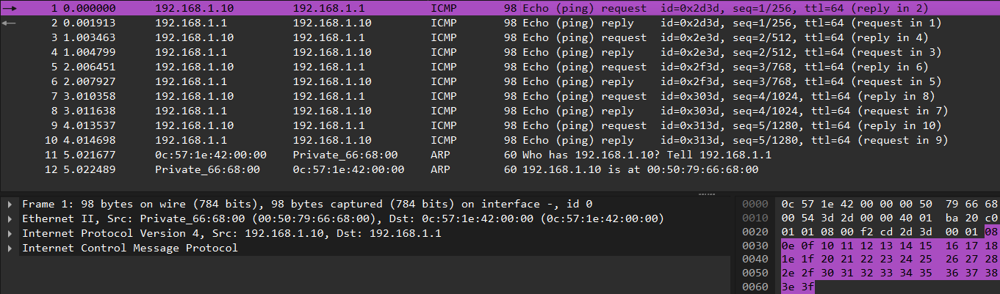 1 0.000000 192.168.1.10 192.168.1.1 ICMP 98 Echo (ping) request id=0x2d3d, seq=1/256, ttl=64 (reply in 2)
2 0.001913 192.168.1.1 192.168.1.10 ICMP 98 Echo (ping) reply id=0x2d3d, seq=1/256, ttl=64 (request in 1)
3 1.003463 192.168.1.10 192.168.1.1 ICMP 98 Echo (ping) request id=0x2e3d, seq=2/512, ttl=64 (reply in 4)
4 1.004799 192.168.1.1 192.168.1.10 ICMP 98 Echo (ping) reply id=0x2e3d, seq=2/512, ttl=64 (request in 3)
5 2.006451 192.168.1.10 192.168.1.1 ICMP 98 Echo (ping) request id=0x2f3d, seq=3/768, ttl=64 (reply in 6)
6 2.007927 192.168.1.1 192.168.1.10 ICMP 98 Echo (ping) reply id=0x2f3d, seq=3/768, ttl=64 (request in 5)
7 3.010358 192.168.1.10 192.168.1.1 ICMP 98 Echo (ping) request id=0x303d, seq=4/1024, ttl=64 (reply in 8)
8 3.011638 192.168.1.1 192.168.1.10 ICMP 98 Echo (ping) reply id=0x303d, seq=4/1024, ttl=64 (request in 7)
9 4.013537 192.168.1.10 192.168.1.1 ICMP 98 Echo (ping) request id=0x313d, seq=5/1280, ttl=64 (reply in 10)
10 4.014698 192.168.1.1 192.168.1.10 ICMP 98 Echo (ping) reply id=0x313d, seq=5/1280, ttl=64 (request in 9)
11 5.021677 0c:57:1e:42:00:00 Private_66:68:00 ARP 60 Who has 192.168.1.10? Tell 192.168.1.1
12 5.022489 Private_66:68:00 0c:57:1e:42:00:00 ARP 60 192.168.1.10 is at 00:50:79:66:68:00
Frame 1: 98 bytes on wire (784 bits), 98 bytes captured (784 bits) on interface -, id 0
Ethernet II, Src: Private_66:68:00 (00:50:79:66:68:00), Dst: 0c:57:1e:42:00:00 (0c:57:1e:42:00:00)
Internet Protocol Version 4, Src: 192.168.1.10, Dst: 192.168.1.1
Internet Control Message Protocol
0000 0c 57 1e 42 00 00 00 50 79 66 68
0010 00 54 3d 2d 00 00 40 01 ba 20 c0
0020 01 01 08 00 f2 cd 2d 3d 00 01 08
0030 0e 0f 10 11 12 13 14 15 16 17 18
0040 1e 1f 20 21 22 23 24 25 26 27 28
0050 2e 2f 30 31 32 33 34 35 36 37 38
0060 3e 3f